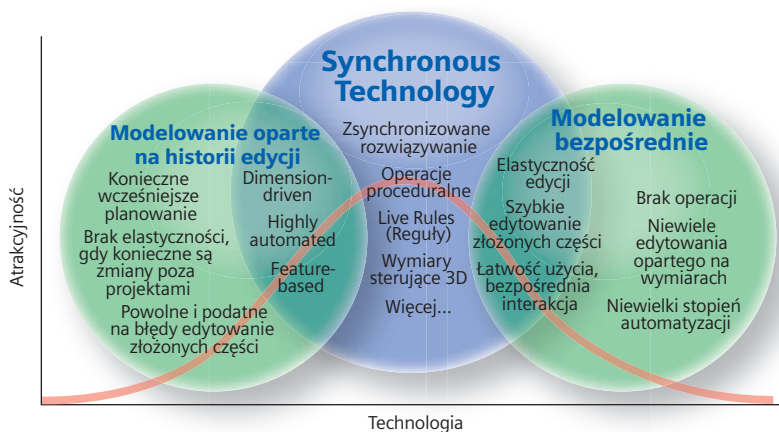 Synchronous
Technology
Modelowanie oparte
na historii edycji
Konieczne
wcześniejsze
planowanie
Brak elastyczności,
gdy konieczne są
zmiany poza
projektami
Powolne i podatne
na błędy edytowanie
złożonych części
Dimension-
driven
Highly
automated
Feature-
based
Zsynchronizowane
rozwiązywanie
Operacje
proceduralne
Live Rules
(Reguły)
Wymiary
sterujące 3D
Więcej...
Modelowanie
bezpośrednie
Elastyczność
edycji
Szybkie
edytowanie
złożonych części
Łatwość użycia,
bezpośrednia
interakcja
Brak operacji
Niewiele
edytowania
opartego na
wymiarach
Niewielki stopień
automatyzacji
Atrakcyjność
Technologia